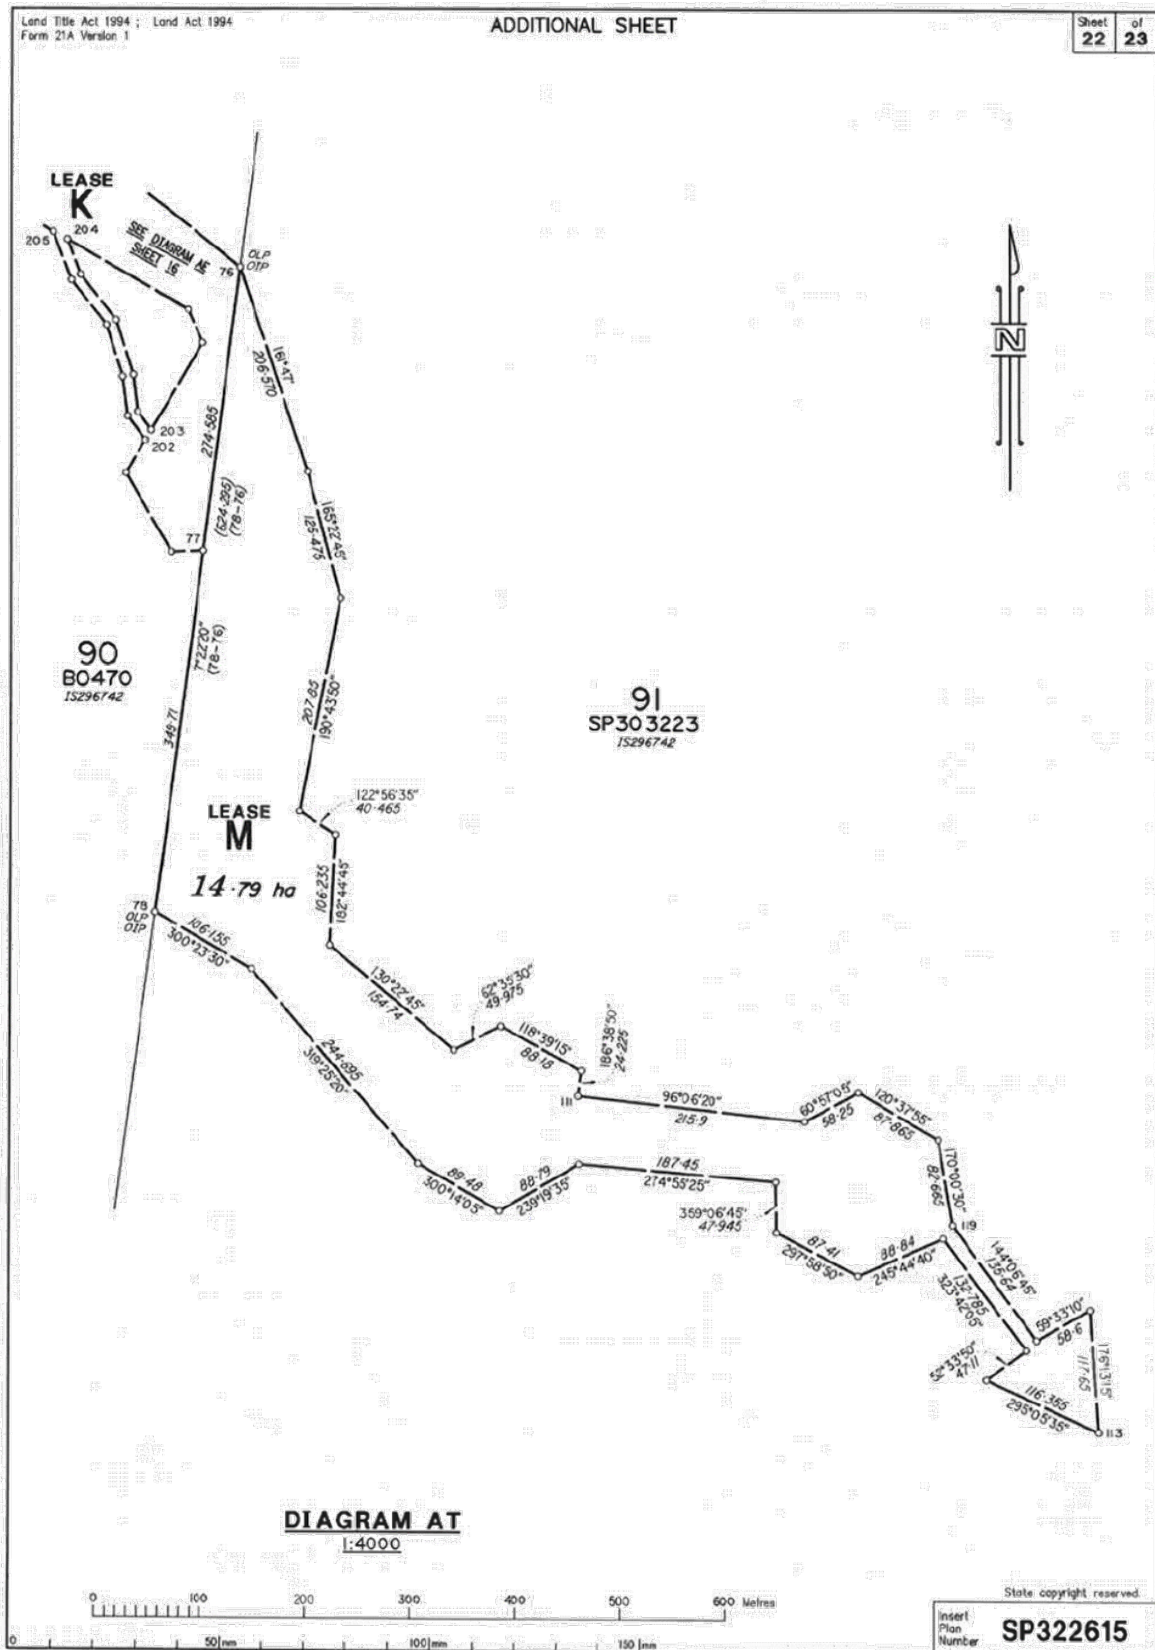 Land Title Act 1994 ; Land Act 1994
Form 21A Version 1
ADDITIONAL SHEET
Sheet of
22 23
LEASE
K
205
204
SEE DIAGRAM AE
SHEET 16
76
OLP
OIP
161°47'
206·570
274·585
203
202
(624·295)
(78-76)
77
165°22'45"
125·475
7°22'20"
(78-76)
90
BO470
IS296742
207·85
190°43'50"
91
SP303223
IS296742
349·71
122°56'35"
40·465
LEASE
M
14·79 ha
106·235
182°44'45"
78
OLP
OIP
106·155
300°23'30"
130°22'45"
154·74
62°35'30"
49·975
118°39'15"
88·18
186°38'50"
24·225
244·695
319°25'20"
111
96°06'20"
215·9
60°57'05"
58·25
120°37'55"
87·865
89·48
300°14'05"
88·79
239°19'35"
187·45
274°55'25"
170°00'30"
82·665
359°06'45"
47·945
87·41
297°58'50"
88·84
245°44'40"
119
144°06'45"
135·64
132·785
323°42'05"
59°33'10"
58·6
52°33'50"
47·11
176°13'15"
117·65
116·355
295°05'35"
113
DIAGRAM AT
1:4000
0 100 200 300 400 500 600 Metres
0 50 mm 100 mm 150 mm
State copyright reserved.
Insert
Plan
Number
SP322615